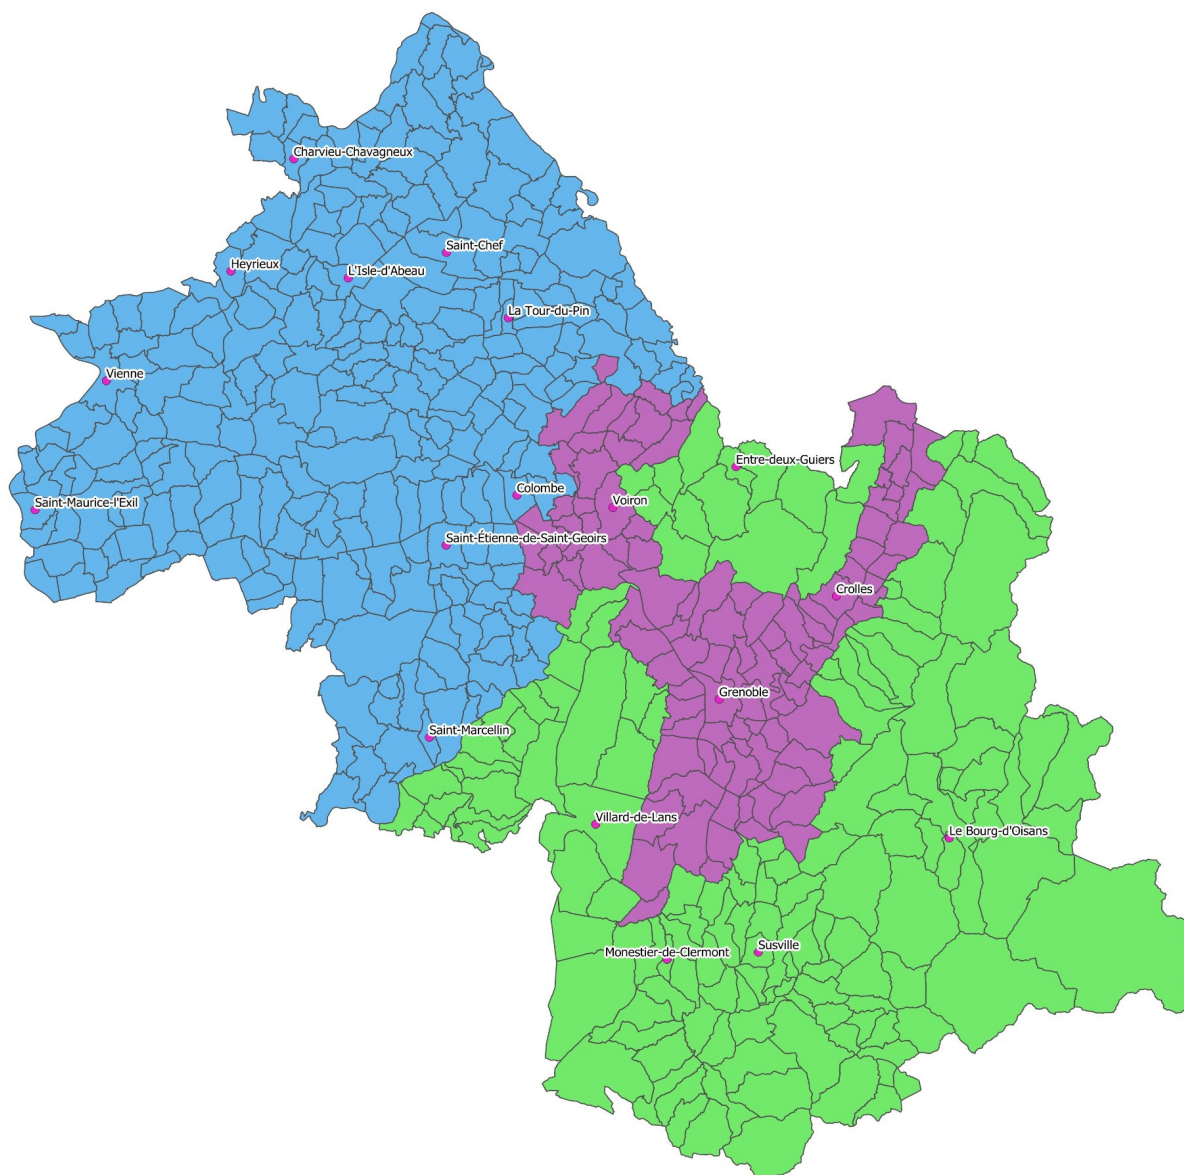 Charvieu-Chavagneux
Saint-Chef
Heyrieux
L'Isle-d'Abeau
La Tour-du-Pin
Vienne
Entre-deux-Guiers
Colombe
Saint-Maurice-l'Exil
Voiron
Saint-Étienne-de-Saint-Geoirs
Crolles
Grenoble
Saint-Marcellin
Villard-de-Lans
Le Bourg-d'Oisans
Monestier-de-Clermont
Susville